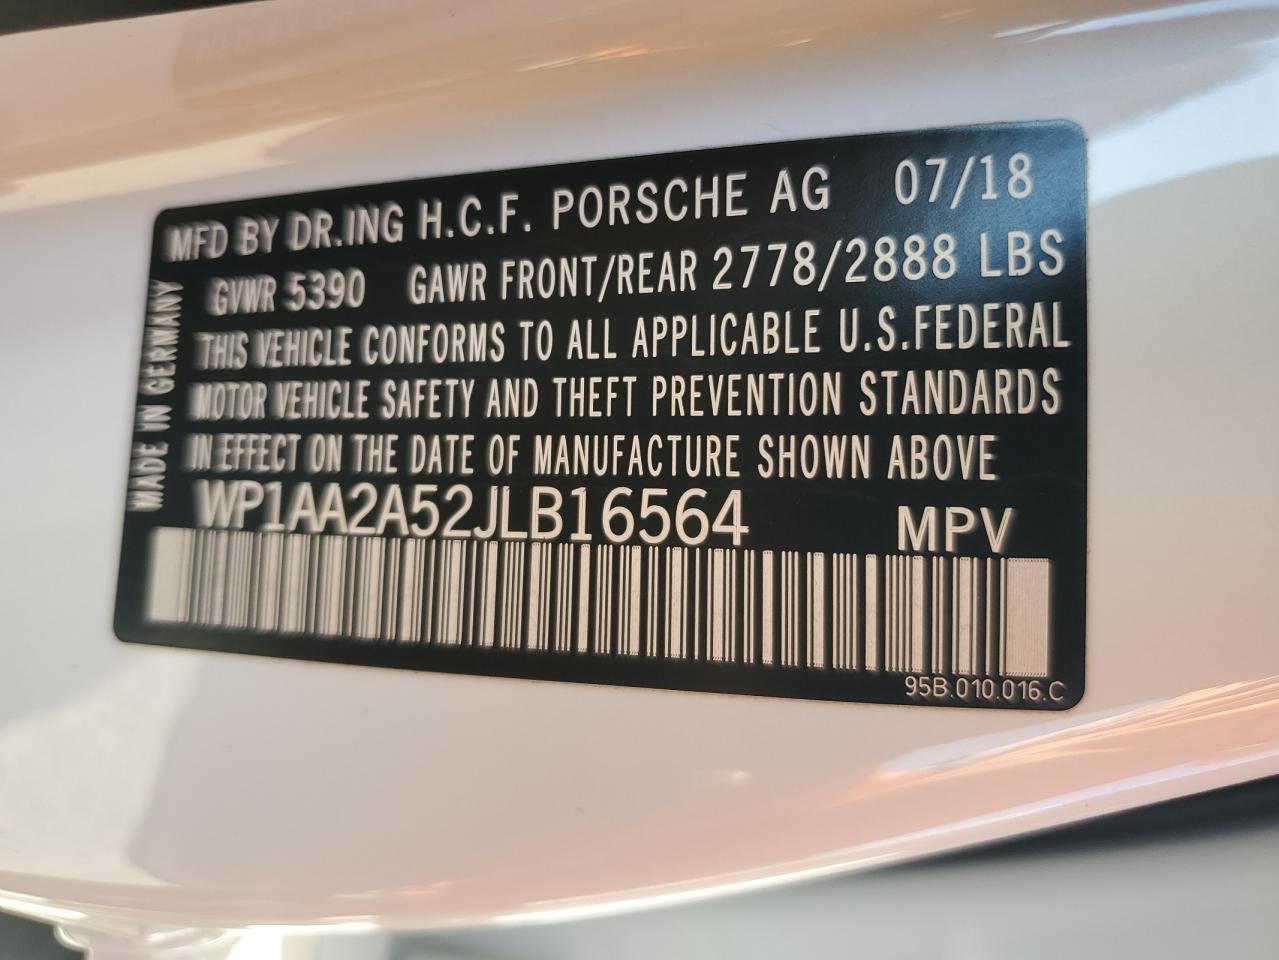 MFD BY DR.ING H.C.F. PORSCHE AG 07/18
GVWR 5390 GAWR FRONT/REAR 2778/2888 LBS
THIS VEHICLE CONFORMS TO ALL APPLICABLE U.S.FEDERAL
MOTOR VEHICLE SAFETY AND THEFT PREVENTION STANDARDS
IN EFFECT ON THE DATE OF MANUFACTURE SHOWN ABOVE
WP1AA2A52JLB16564 MPV
95B.010.016.C
MADE IN GERMANY